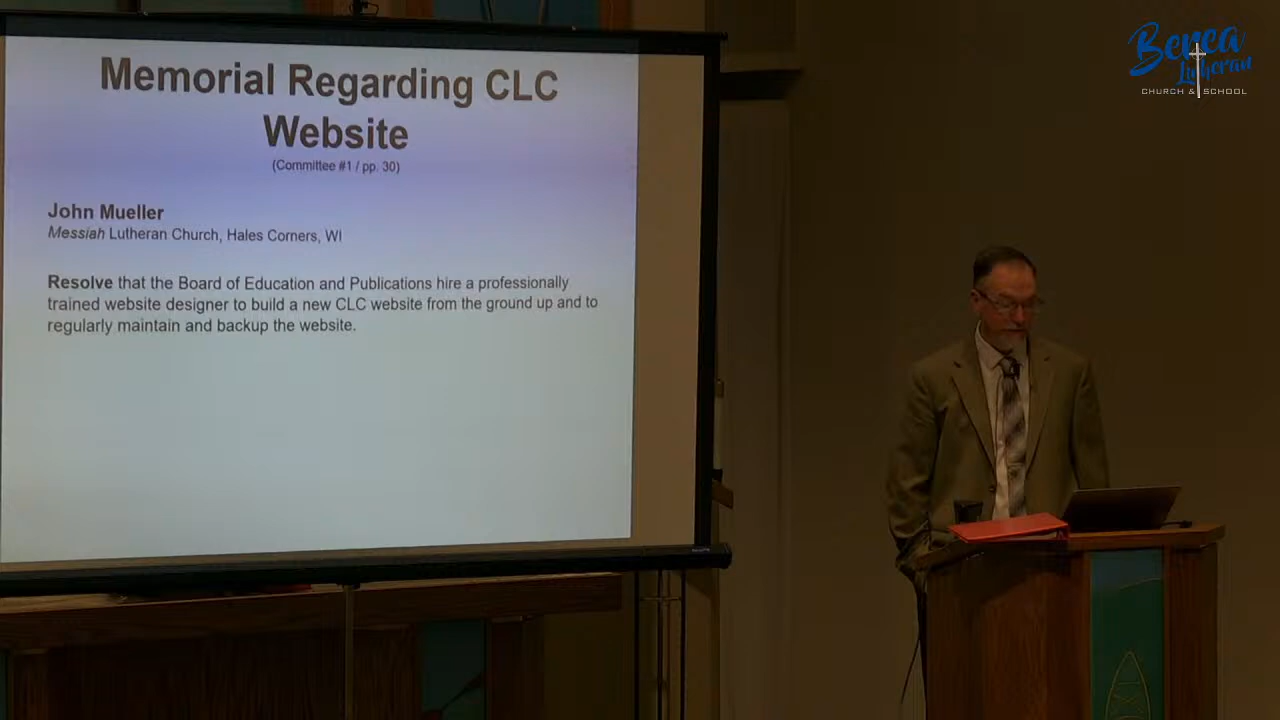 Memorial Regarding CLC
Website
(Committee #1 / pp. 30)
John Mueller
Messiah Lutheran Church, Hales Corners, WI
Resolve that the Board of Education and Publications hire a professionally
trained website designer to build a new CLC website from the ground up and to
regularly maintain and backup the website.
Berea
Lutheran
CHURCH & SCHOOL